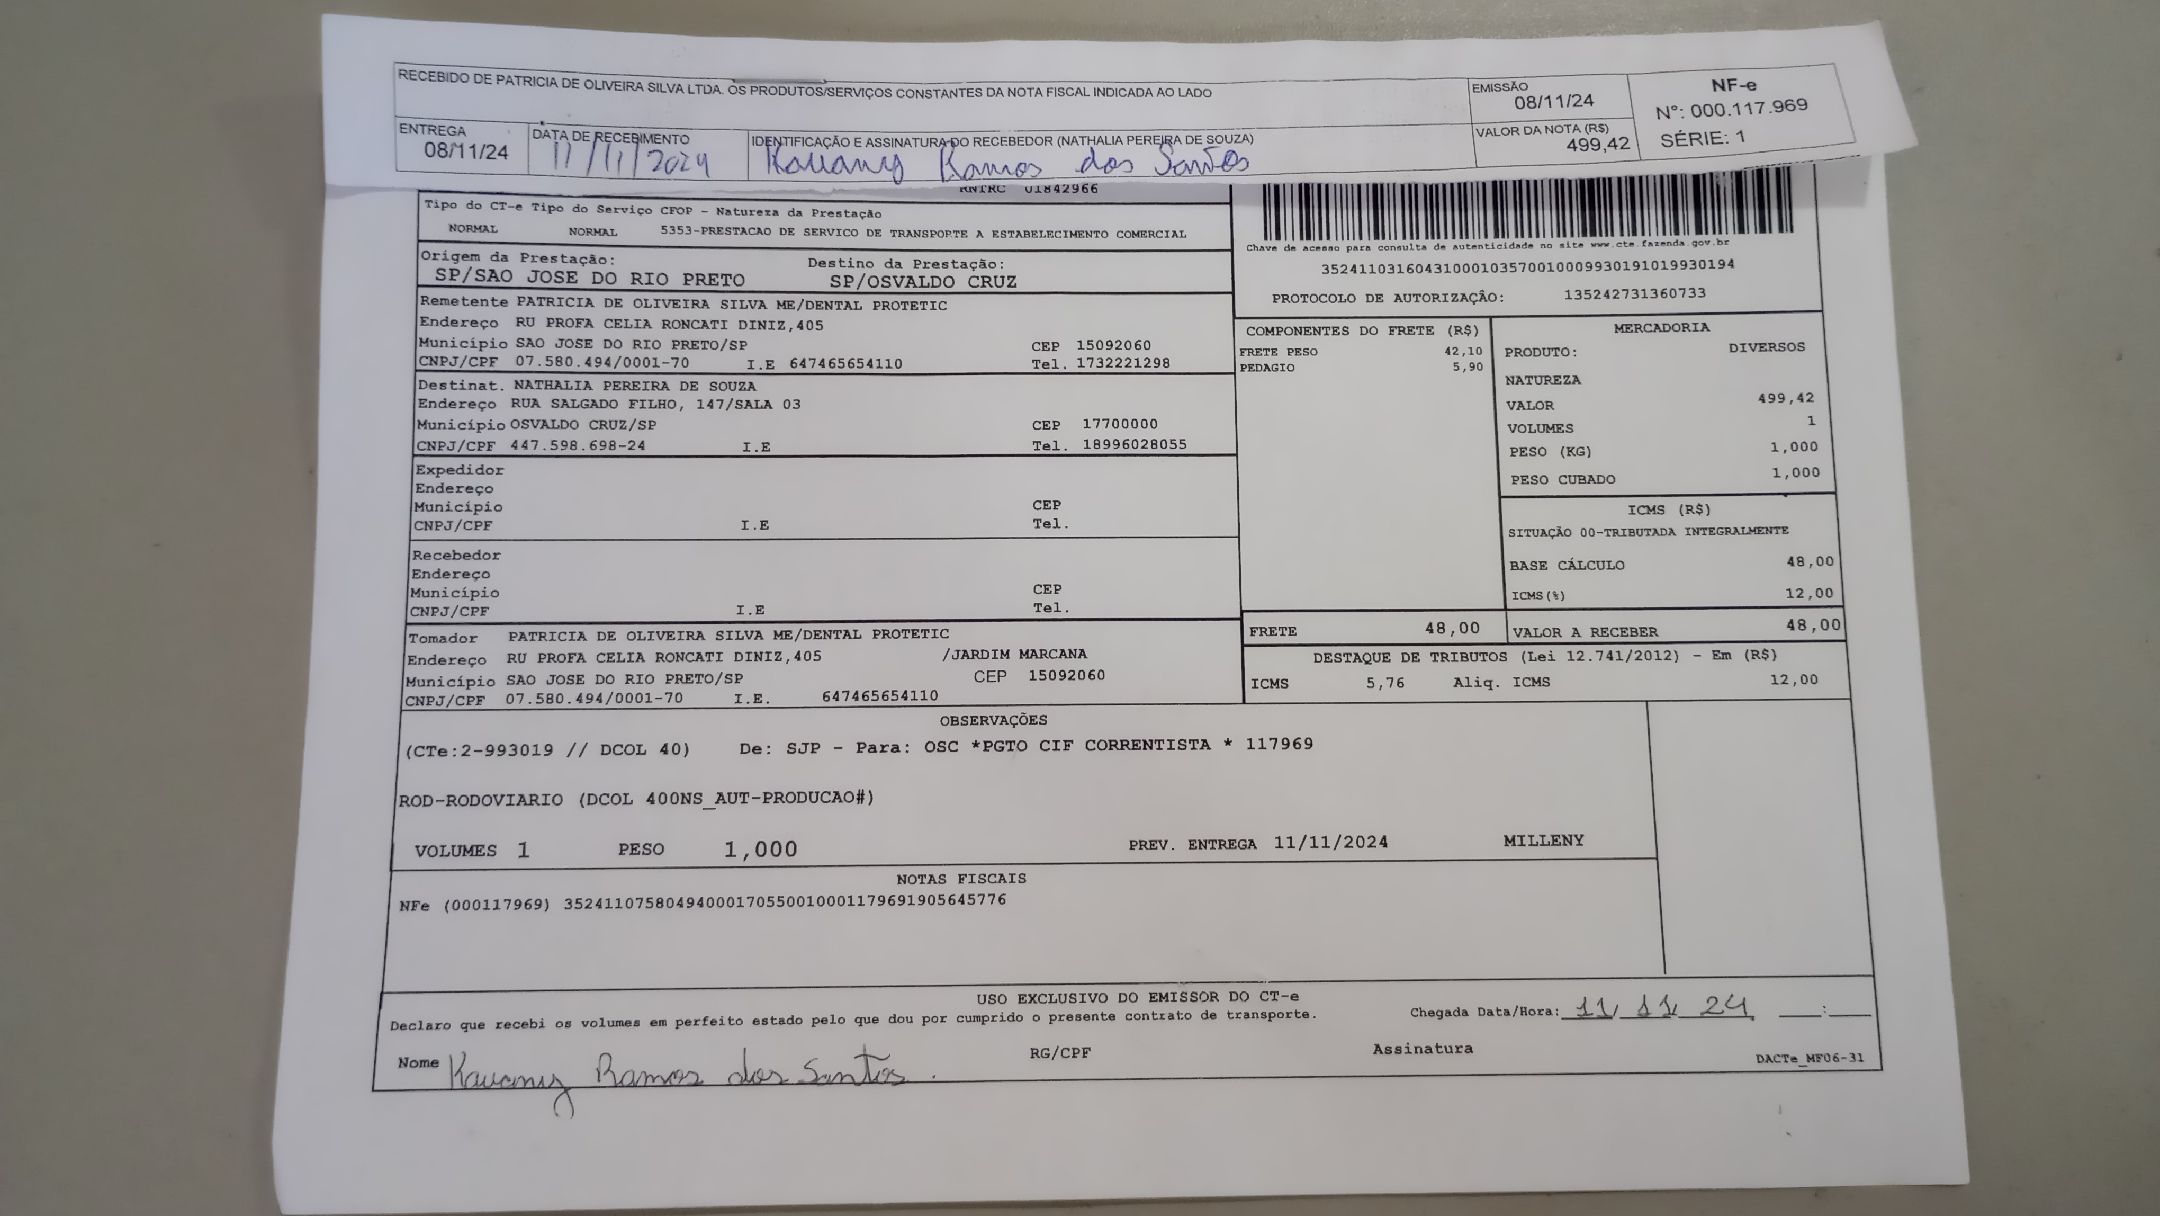 RECEBIDO DE PATRICIA DE OLIVEIRA SILVA LTDA. OS PRODUTOS/SERVIÇOS CONSTANTES DA NOTA FISCAL INDICADA AO LADO
EMISSÃO
08/11/24
NF-e
Nº: 000.117.969
SÉRIE: 1
ENTREGA
08/11/24
DATA DE RECEBIMENTO
11/11/2024
IDENTIFICAÇÃO E ASSINATURA DO RECEBEDOR (NATHALIA PEREIRA DE SOUZA)
Kauany Ramos dos Santos
VALOR DA NOTA (R$)
499,42
RNTRC 01842966
Tipo do CT-e Tipo do Serviço CFOP - Natureza da Prestação
NORMAL NORMAL 5353-PRESTACAO DE SERVICO DE TRANSPORTE A ESTABELECIMENTO COMERCIAL
Chave de acesso para consulta de autenticidade no site www.cte.fazenda.gov.br
35241103160431000103570010009930191019930194
PROTOCOLO DE AUTORIZAÇÂO: 135242731360733
Origem da Prestação: Destino da Prestação:
SP/SAO JOSE DO RIO PRETO SP/OSVALDO CRUZ
Remetente PATRICIA DE OLIVEIRA SILVA ME/DENTAL PROTETIC
Endereço RU PROFA CELIA RONCATI DINIZ,405
Município SAO JOSE DO RIO PRETO/SP CEP 15092060
CNPJ/CPF 07.580.494/0001-70 I.E 647465654110 Tel. 1732221298
Destinat. NATHALIA PEREIRA DE SOUZA
Endereço RUA SALGADO FILHO, 147/SALA 03
Município OSVALDO CRUZ/SP CEP 17700000
CNPJ/CPF 447.598.698-24 I.E Tel. 18996028055
Expedidor
Endereço
Município CEP
CNPJ/CPF I.E Tel.
Recebedor
Endereço
Município CEP
CNPJ/CPF I.E Tel.
Tomador PATRICIA DE OLIVEIRA SILVA ME/DENTAL PROTETIC
Endereço RU PROFA CELIA RONCATI DINIZ,405 /JARDIM MARCANA
Município SAO JOSE DO RIO PRETO/SP CEP 15092060
CNPJ/CPF 07.580.494/0001-70 I.E. 647465654110
COMPONENTES DO FRETE (R$)
FRETE PESO 42,10
PEDAGIO 5,90
MERCADORIA
PRODUTO: DIVERSOS
NATUREZA
VALOR 499,42
VOLUMES 1
PESO (KG) 1,000
PESO CUBADO 1,000
ICMS (R$)
SITUAÇÃO 00-TRIBUTADA INTEGRALMENTE
BASE CÁLCULO 48,00
ICMS(%) 12,00
FRETE 48,00 VALOR A RECEBER 48,00
DESTAQUE DE TRIBUTOS (Lei 12.741/2012) - Em (R$)
ICMS 5,76 Aliq. ICMS 12,00
OBSERVAÇÕES
(CTe:2-993019 // DCOL 40) De: SJP - Para: OSC *PGTO CIF CORRENTISTA * 117969
ROD-RODOVIARIO (DCOL 400NS_AUT-PRODUCAO#)
VOLUMES 1 PESO 1,000 PREV. ENTREGA 11/11/2024 MILLENY
NOTAS FISCAIS
NFe (000117969) 35241107580494000170550010001179691905645776
USO EXCLUSIVO DO EMISSOR DO CT-e
Declaro que recebi os volumes em perfeito estado pelo que dou por cumprido o presente contrato de transporte.
Chegada Data/Hora: 11/11/24 ____:____
Nome Kauany Ramos dos Santos. RG/CPF Assinatura
DACTe_MF06-31